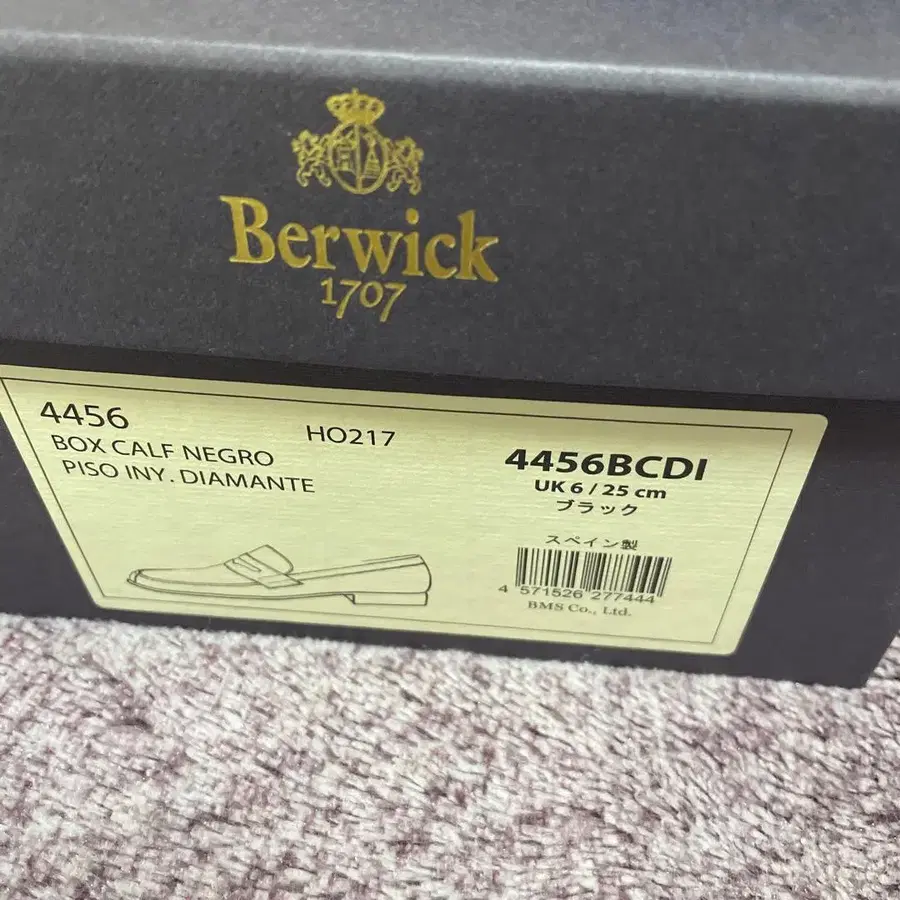 Berwick
1707
4456
HO217
BOX CALF NEGRO
PISO INY. DIAMANTE
4456BCDI
UK 6 / 25 cm
ブラック
スペイン製
4 571526 277444
BMS Co., Ltd.